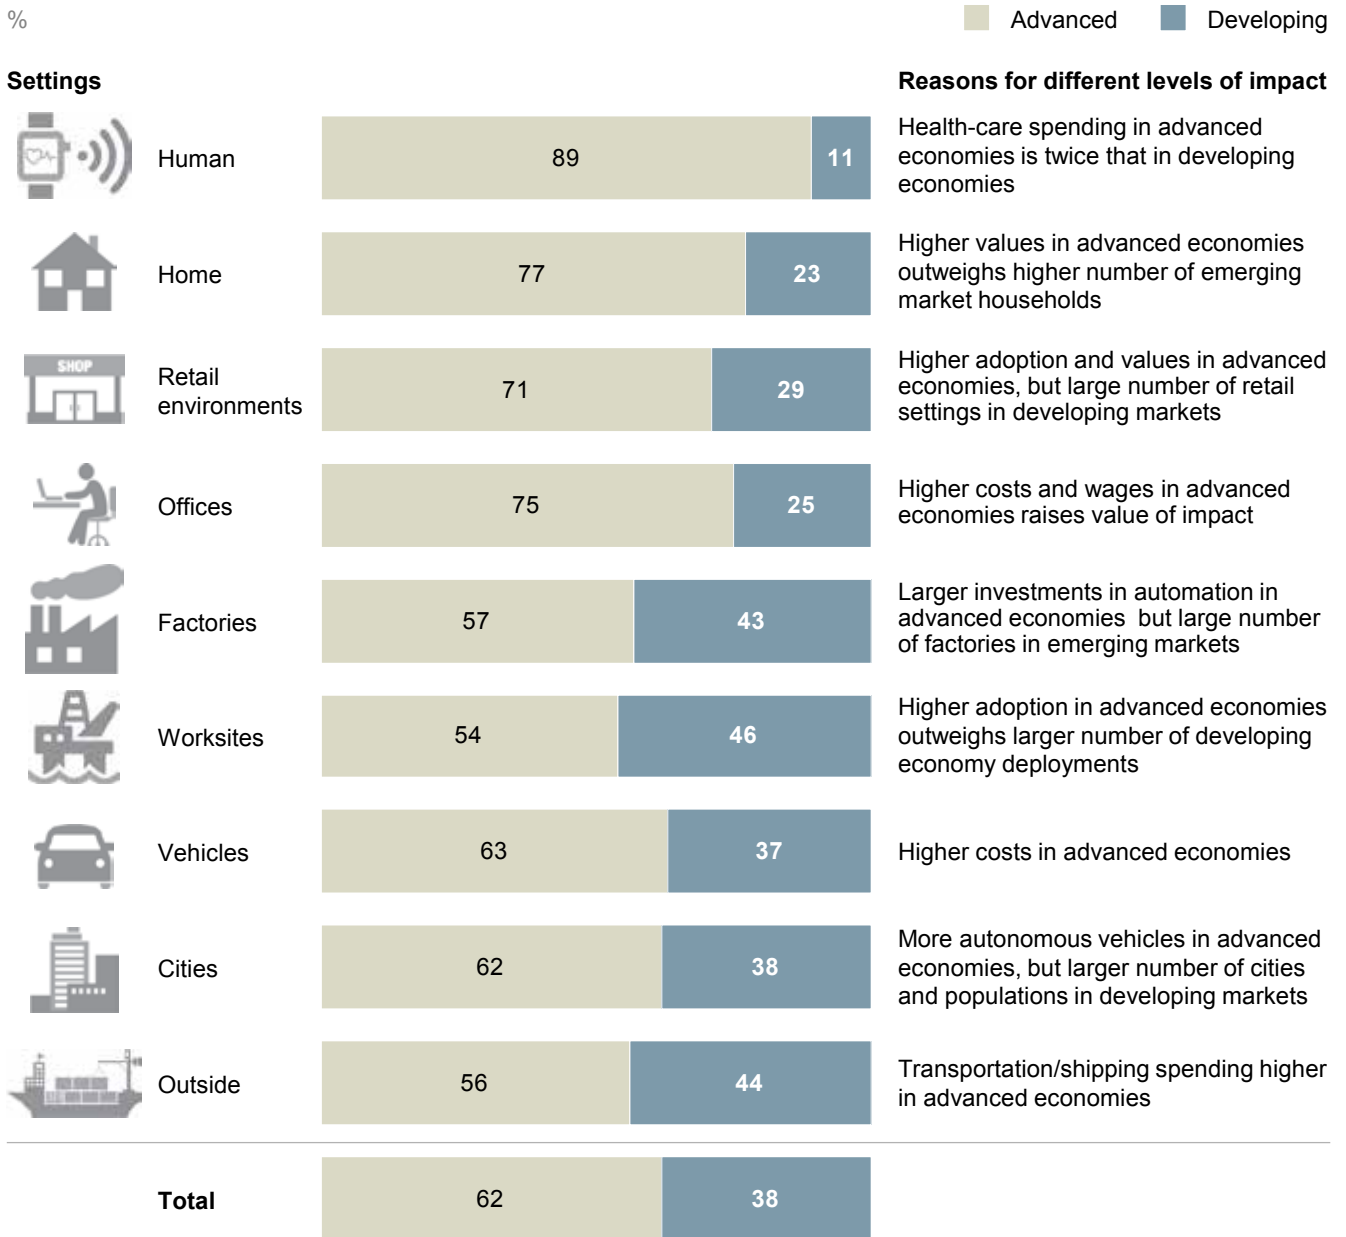 %
Advanced
Developing
Settings
Reasons for different levels of impact
Human
89
11
Health-care spending in advanced
economies is twice that in developing
economies
Home
77
23
Higher values in advanced economies
outweighs higher number of emerging
market households
SHOP
Retail
environments
71
29
Higher adoption and values in advanced
economies, but large number of retail
settings in developing markets
Offices
75
25
Higher costs and wages in advanced
economies raises value of impact
Factories
57
43
Larger investments in automation in
advanced economies  but large number
of factories in emerging markets
Worksites
54
46
Higher adoption in advanced economies
outweighs larger number of developing
economy deployments
Vehicles
63
37
Higher costs in advanced economies
Cities
62
38
More autonomous vehicles in advanced
economies, but larger number of cities
and populations in developing markets
Outside
56
44
Transportation/shipping spending higher
in advanced economies
Total
62
38